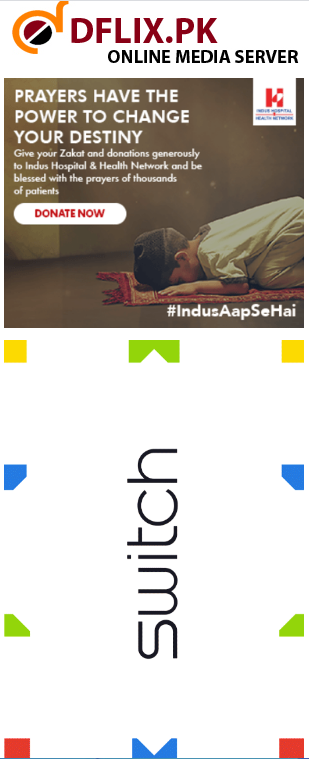 DFLIX.PK
ONLINE MEDIA SERVER
PRAYERS HAVE THE
POWER TO CHANGE
YOUR DESTINY
Give your Zakat and donations generously
to Indus Hospital & Health Network and be
blessed with the prayers of thousands
of patients
INDUS HOSPITAL
HEALTH NETWORK
DONATE NOW
#IndusAapSeHai
switch